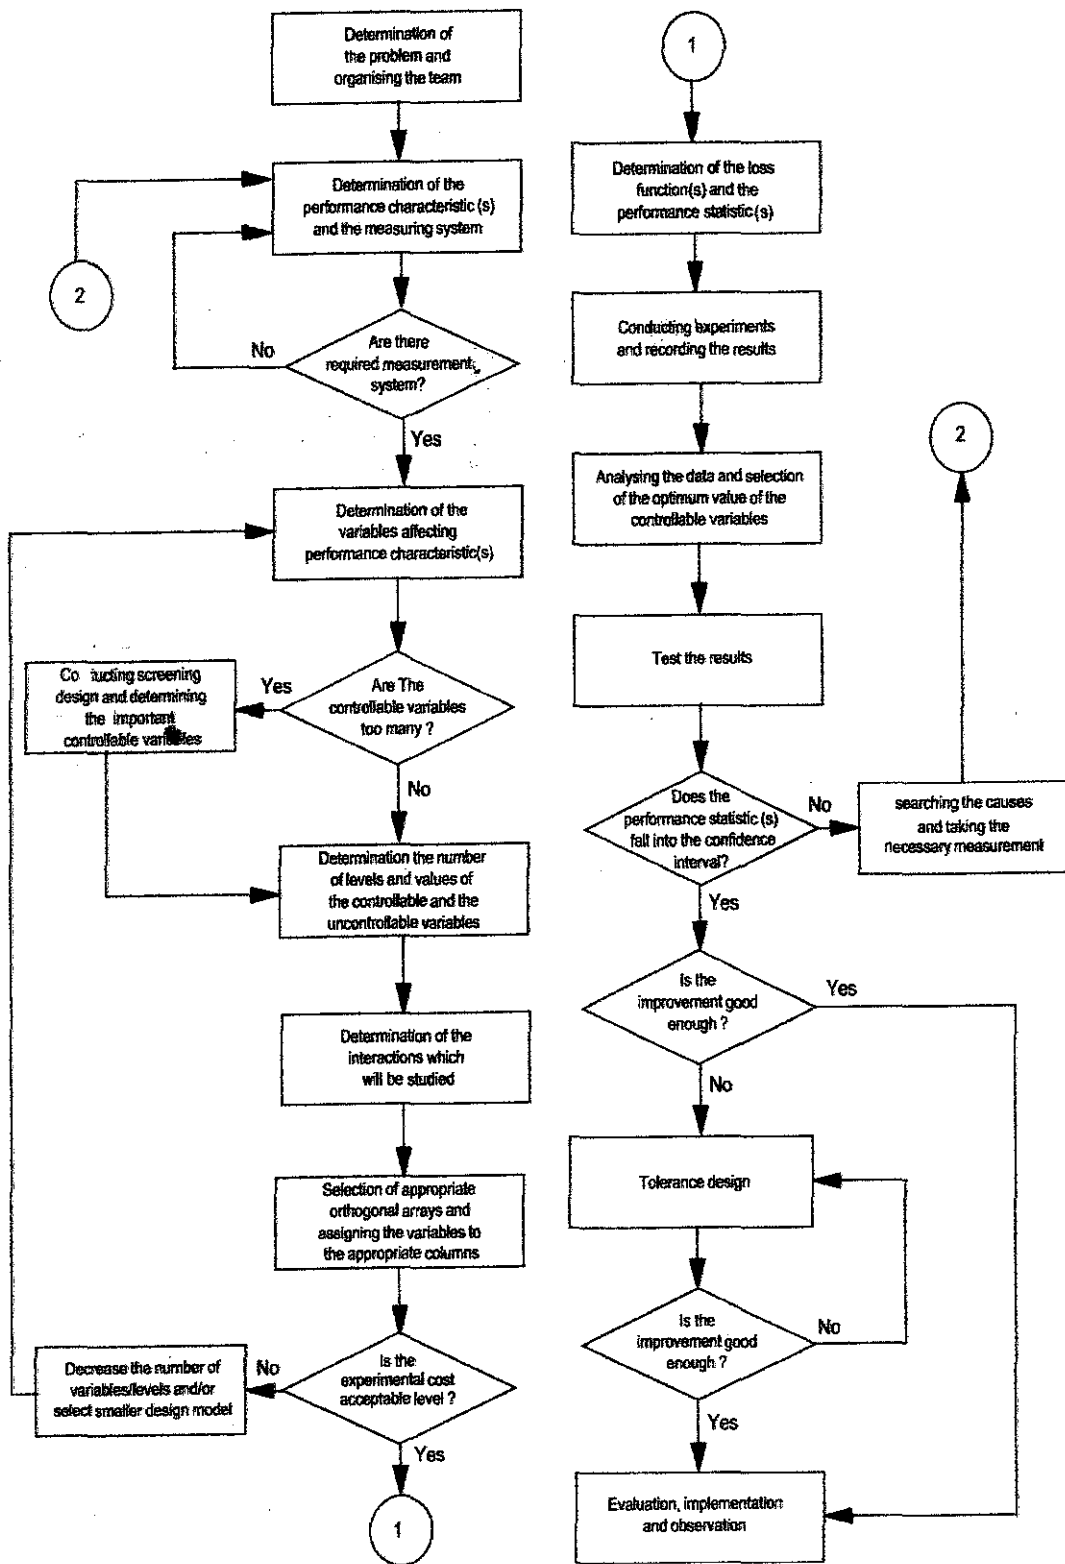 Determination of
the problem and
organising the team
Determination of the
performance characteristic (s)
and the measuring system
2
No
Are there
required measurement
system?
Yes
Determination of the
variables affecting
performance characteristic(s)
screening
design and determining
the important
controllable variables
Yes
Are The
controllable variables
too many ?
No
Determination the number
of levels and values of
the controllable and the
uncontrollable variables
Determination of the
interactions which
will be studied
Selection of appropriate
orthogonal arrays and
assigning the variables to
the appropriate columns
Decrease the number of
variables/levels and/or
select smaller design model
No
Is the
experimental cost
acceptable level ?
Yes
1
1
Determination of the loss
function(s) and the
performance statistic(s)
Conducting experiments
and recording the results
2
Analysing the data and selection
of the optimum value of the
controllable variables
Test the results
Does the
performance statistic (s)
fall into the confidence
interval?
No
searching the causes
and taking the
necessary measurement
Yes
Is the
improvement good
enough ?
Yes
No
Tolerance design
Is the
improvement good
enough ?
No
Yes
Evaluation, implementation
and observation